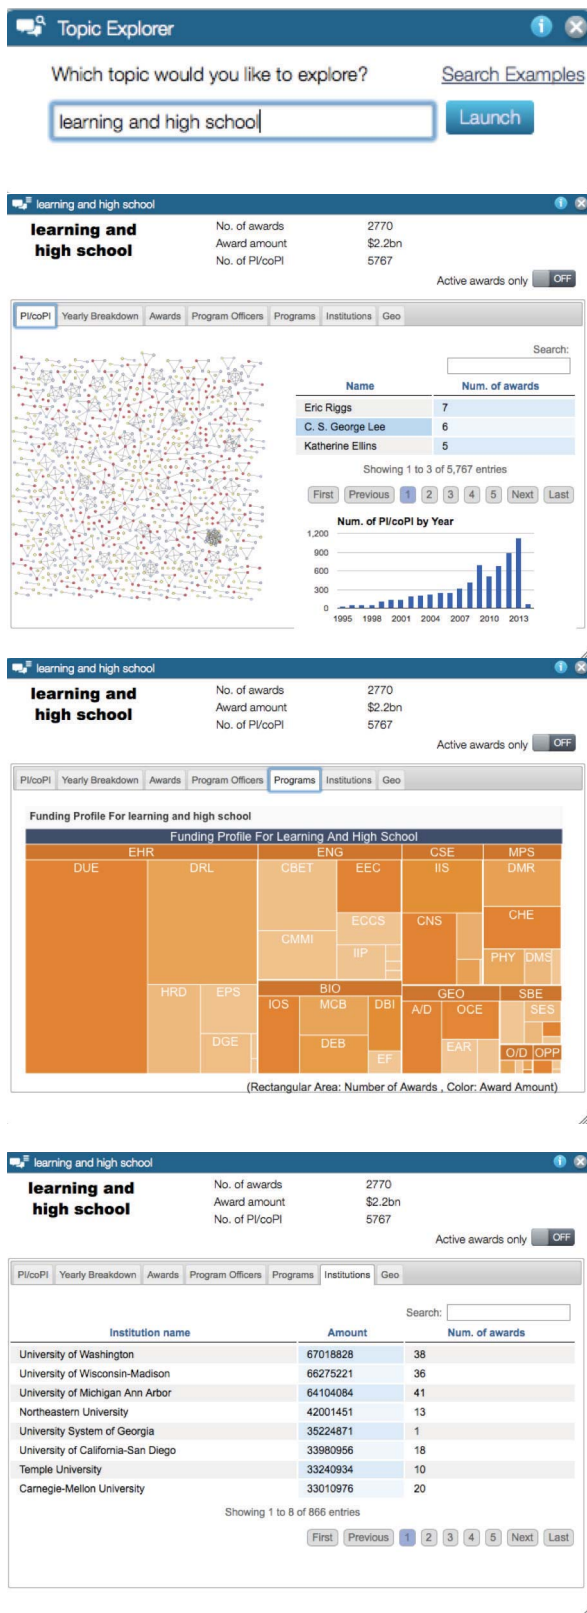 Topic Explorer
Which topic would you like to explore? Search Examples
learning and high school Launch
learning and high school
learning and high school
No. of awards 2770
Award amount $2.2bn
No. of PI/coPI 5767
Active awards only OFF
PI/coPI Yearly Breakdown Awards Program Officers Programs Institutions Geo
Search:
Name Num. of awards
Eric Riggs 7
C. S. George Lee 6
Katherine Ellins 5
Showing 1 to 3 of 5,767 entries
First Previous 1 2 3 4 5 Next Last
Num. of PI/coPI by Year
1,200
900
600
300
0
1995 1998 2001 2004 2007 2010 2013
learning and high school
learning and high school
No. of awards 2770
Award amount $2.2bn
No. of PI/coPI 5767
Active awards only OFF
PI/coPI Yearly Breakdown Awards Program Officers Programs Institutions Geo
Funding Profile For learning and high school
Funding Profile For Learning And High School
EHR ENG CSE MPS
DUE DRL CBET EEC IIS DMR
ECCS CNS CHE
CMMI IIP PHY DMS
BIO GEO SBE
HRD EPS IOS MCB DBI A/D OCE SES
DGE DEB EF EAR O/D OPP
(Rectangular Area: Number of Awards , Color: Award Amount)
learning and high school
learning and high school
No. of awards 2770
Award amount $2.2bn
No. of PI/coPI 5767
Active awards only OFF
PI/coPI Yearly Breakdown Awards Program Officers Programs Institutions Geo
Search:
Institution name Amount Num. of awards
University of Washington 67018828 38
University of Wisconsin-Madison 66275221 36
University of Michigan Ann Arbor 64104084 41
Northeastern University 42001451 13
University System of Georgia 35224871 1
University of California-San Diego 33980956 18
Temple University 33240934 10
Carnegie-Mellon University 33010976 20
Showing 1 to 8 of 866 entries
First Previous 1 2 3 4 5 Next Last